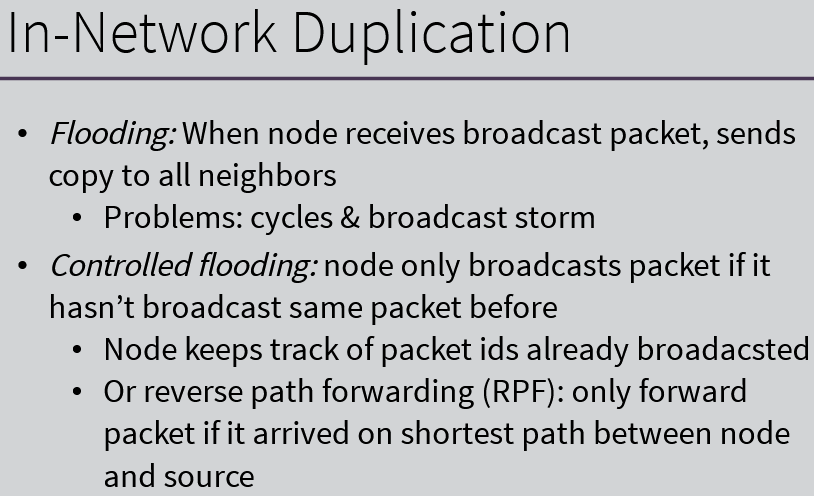 In-Network Duplication
• Flooding: When node receives broadcast packet, sends
copy to all neighbors
• Problems: cycles & broadcast storm
• Controlled flooding: node only broadcasts packet if it
hasn’t broadcast same packet before
• Node keeps track of packet ids already broadacsted
• Or reverse path forwarding (RPF): only forward
packet if it arrived on shortest path between node
and source